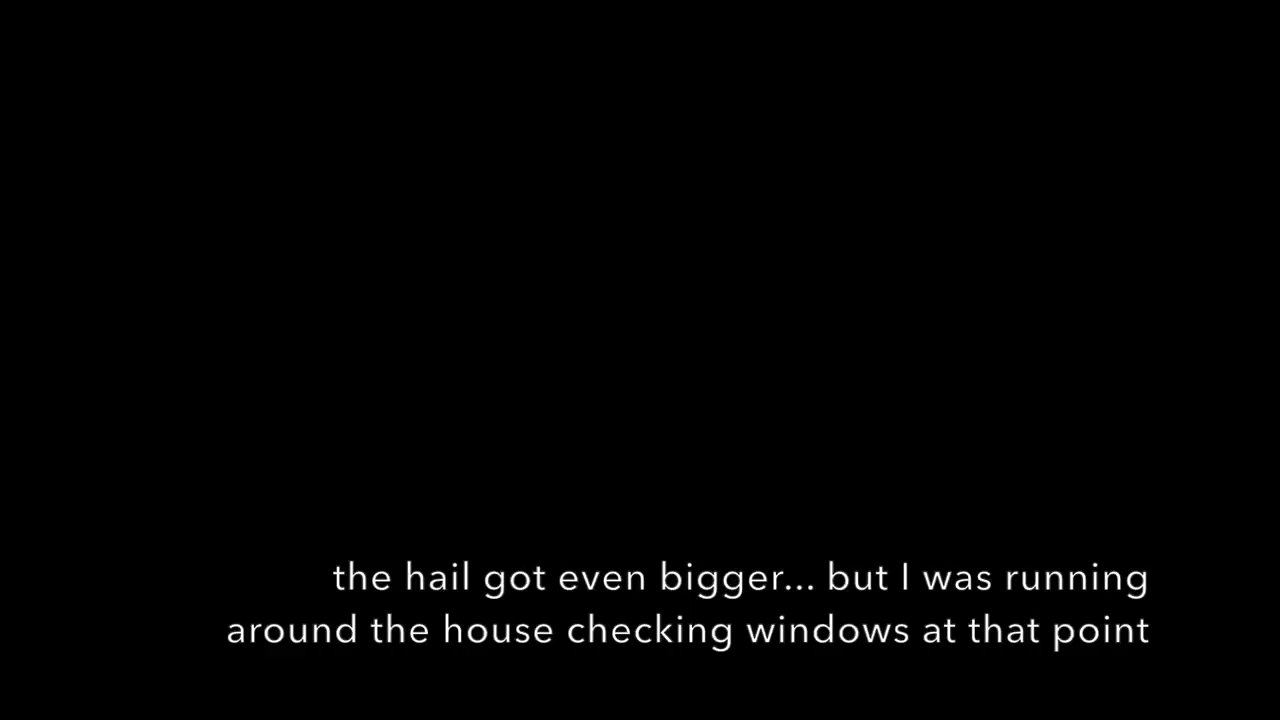 the hail got even bigger... but I was running
around the house checking windows at that point